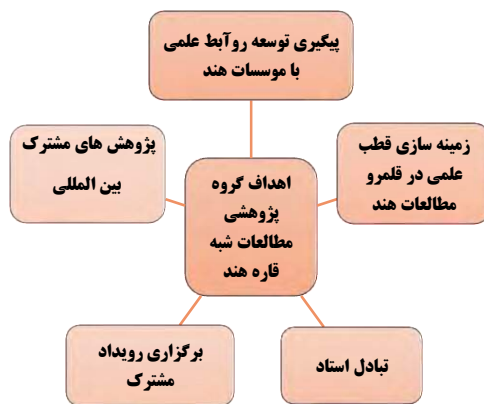 پیگیری توسعه روآبط علمی
با موسسات هند
زمینه سازی قطب
علمی در قلمرو
مطالعات هند
پژوهش های مشترک
بین المللی
اهداف گروه
پژوهشی
مطالعات شبه
قاره هند
تبادل استاد
برگزاری رویداد
مشترک